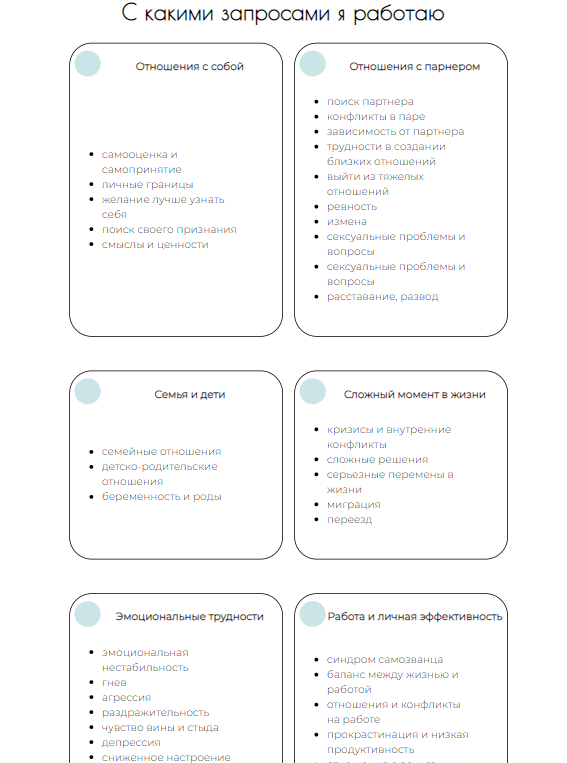 С какими запросами я работаю
Отношения с собой
самооценка и
самопринятие
личные границы
желание лучше узнать
себя
поиск своего признания
смыслы и ценности
Отношения с парнером
поиск партнера
конфликты в паре
зависимость от партнера
трудности в создании
близких отношений
выйти из тяжелых
отношений
ревность
измена
сексуальные проблемы и
вопросы
сексуальные проблемы и
вопросы
расставание, развод
Семья и дети
семейные отношения
детско-родительские
отношения
беременность и роды
Сложный момент в жизни
кризисы и внутренние
конфликты
сложные решения
серьезные перемены в
жизни
миграция
переезд
Эмоциональные трудности
эмоциональная
нестабильность
гнев
агрессия
раздражительность
чувство вины и стыда
депрессия
сниженное настроение
Работа и личная эффективность
синдром самозванца
баланс между жизнью и
работой
отношения и конфликты
на работе
прокрастинация и низкая
продуктивность